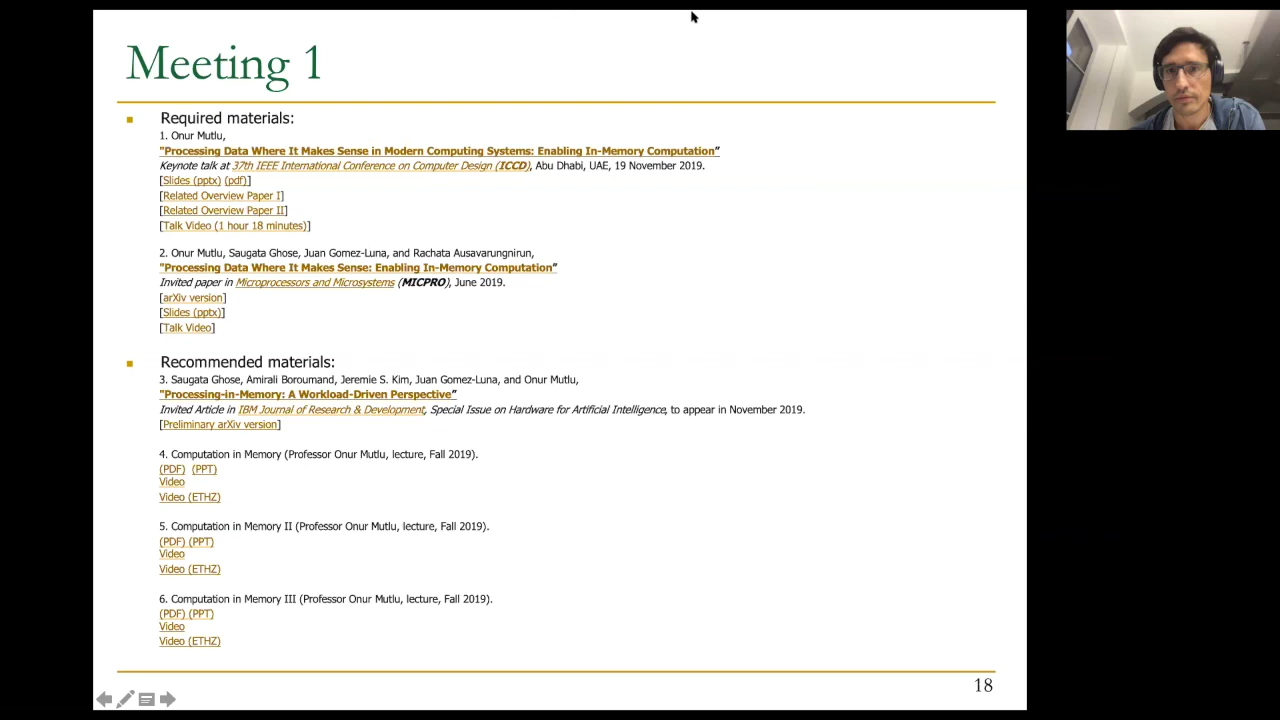 Meeting 1
Required materials:
1. Onur Mutlu,
"Processing Data Where It Makes Sense in Modern Computing Systems: Enabling In-Memory Computation”
Keynote talk at 37th IEEE International Conference on Computer Design (ICCD), Abu Dhabi, UAE, 19 November 2019.
[Slides (pptx) (pdf)]
[Related Overview Paper I]
[Related Overview Paper II]
[Talk Video (1 hour 18 minutes)]
2. Onur Mutlu, Saugata Ghose, Juan Gomez-Luna, and Rachata Ausavarungnirun,
"Processing Data Where It Makes Sense: Enabling In-Memory Computation”
Invited paper in Microprocessors and Microsystems (MICPRO), June 2019.
[arXiv version]
[Slides (pptx)]
[Talk Video]
Recommended materials:
3. Saugata Ghose, Amirali Boroumand, Jeremie S. Kim, Juan Gomez-Luna, and Onur Mutlu,
"Processing-in-Memory: A Workload-Driven Perspective”
Invited Article in IBM Journal of Research & Development, Special Issue on Hardware for Artificial Intelligence, to appear in November 2019.
[Preliminary arXiv version]
4. Computation in Memory (Professor Onur Mutlu, lecture, Fall 2019).
(PDF) (PPT)
Video
Video (ETHZ)
5. Computation in Memory II (Professor Onur Mutlu, lecture, Fall 2019).
(PDF) (PPT)
Video
Video (ETHZ)
6. Computation in Memory III (Professor Onur Mutlu, lecture, Fall 2019).
(PDF) (PPT)
Video
Video (ETHZ)
18